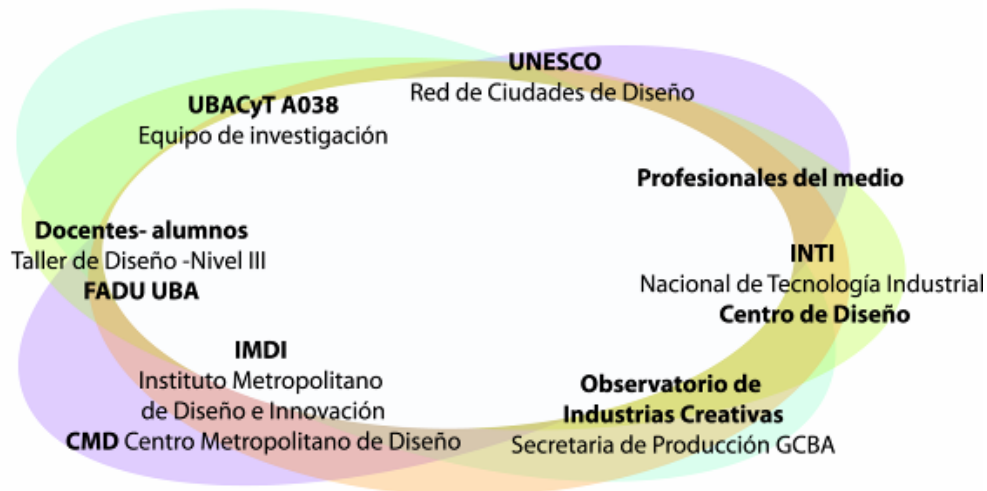 UNESCO
Red de Ciudades de Diseño
UBACyT A038
Equipo de investigación
Profesionales del medio
Docentes- alumnos
Taller de Diseño -Nivel III
FADU UBA
INTI
Nacional de Tecnología Industrial
Centro de Diseño
IMDI
Instituto Metropolitano
de Diseño e Innovación
CMD Centro Metropolitano de Diseño
Observatorio de
Industrias Creativas
Secretaria de Producción GCBA